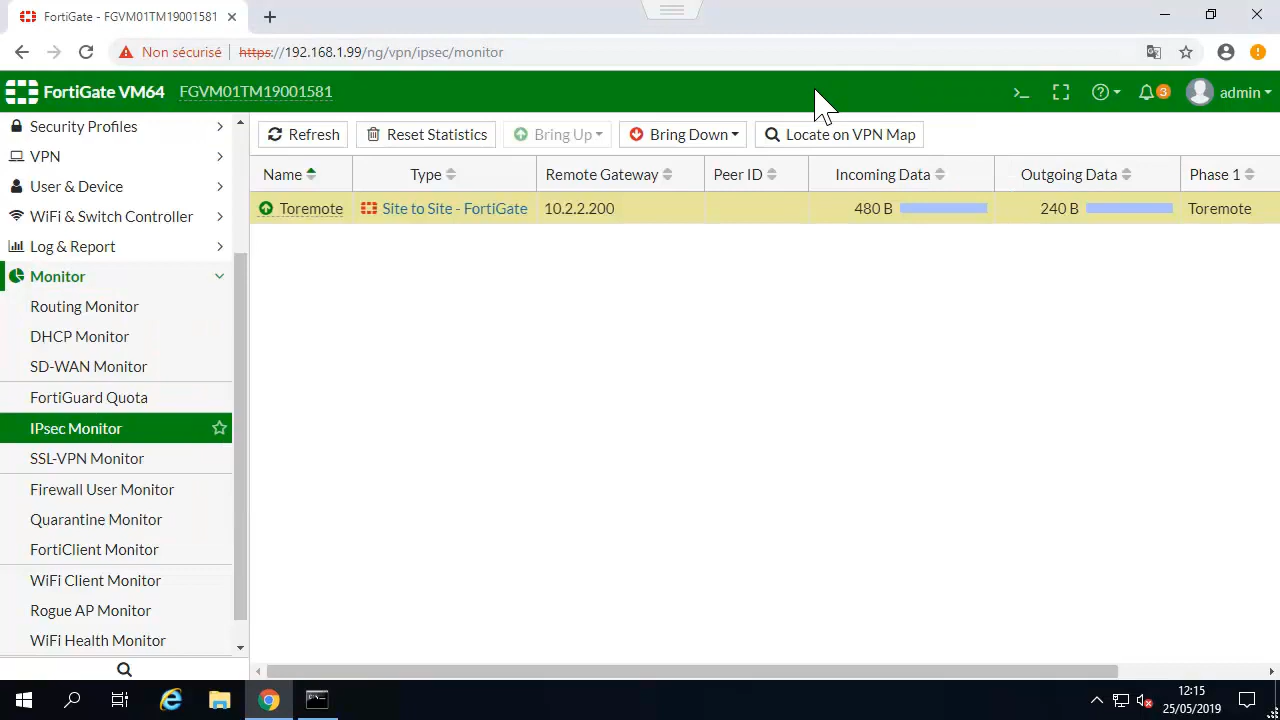 FortiGate - FGVM01TM19001581
Non sécurisé https://192.168.1.99/ng/vpn/ipsec/monitor
FortiGate VM64 FGVM01TM19001581 3 admin
Security Profiles
VPN
User & Device
WiFi & Switch Controller
Log & Report
Monitor
Routing Monitor
DHCP Monitor
SD-WAN Monitor
FortiGuard Quota
IPsec Monitor
SSL-VPN Monitor
Firewall User Monitor
Quarantine Monitor
FortiClient Monitor
WiFi Client Monitor
Rogue AP Monitor
WiFi Health Monitor
Refresh Reset Statistics Bring Up Bring Down Locate on VPN Map
Name Type Remote Gateway Peer ID Incoming Data Outgoing Data Phase 1
Toremote Site to Site - FortiGate 10.2.2.200 480 B 240 B Toremote
12:15
25/05/2019